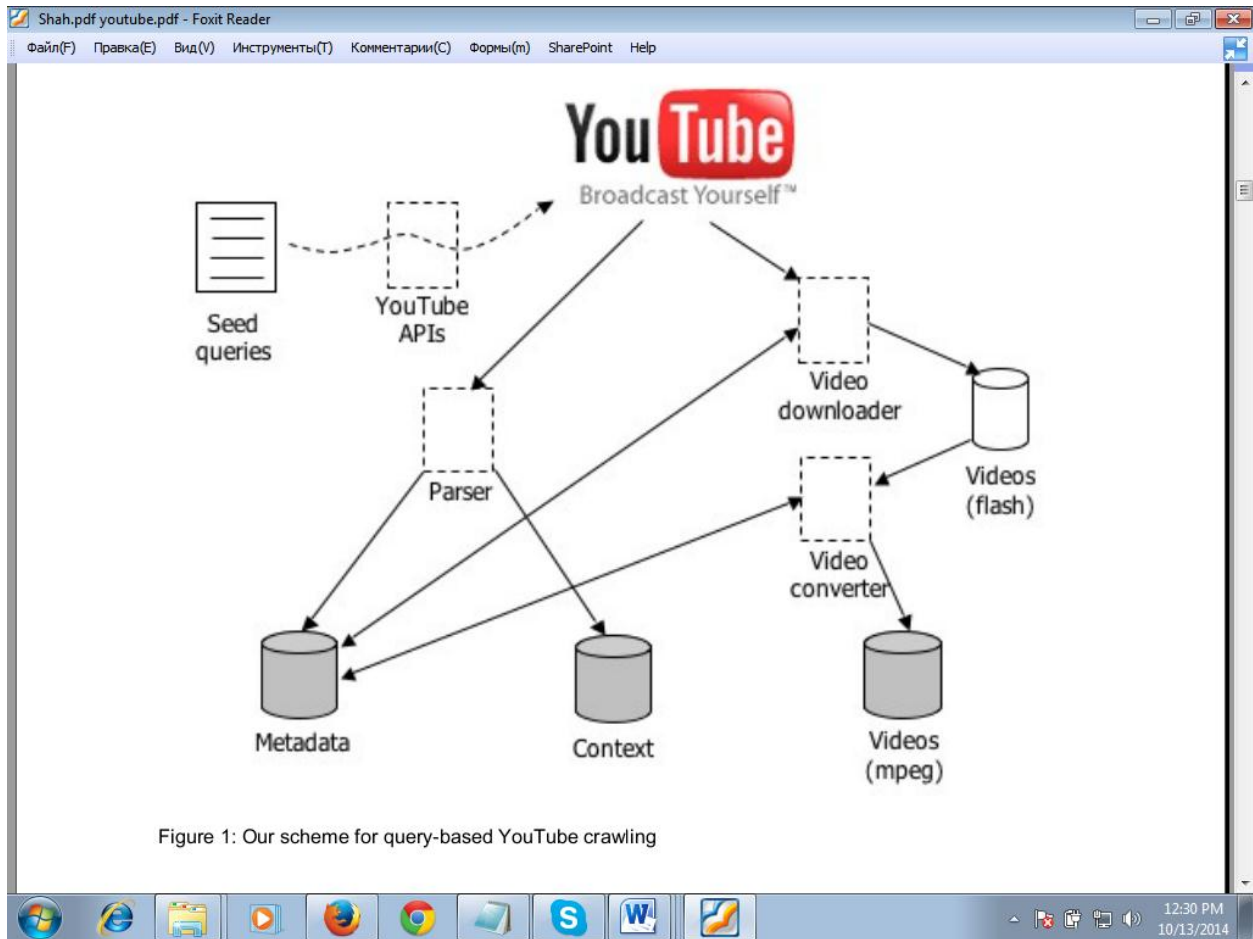 Shah.pdf youtube.pdf - Foxit Reader
Файл(F) Правка(E) Вид(V) Инструменты(T) Комментарии(C) Формы(m) SharePoint Help
YouTube
Broadcast Yourself™
Seed
queries
YouTube
APIs
Video
downloader
Parser
Videos
(flash)
Video
converter
Metadata
Context
Videos
(mpeg)
Figure 1: Our scheme for query-based YouTube crawling
12:30 PM
10/13/2014